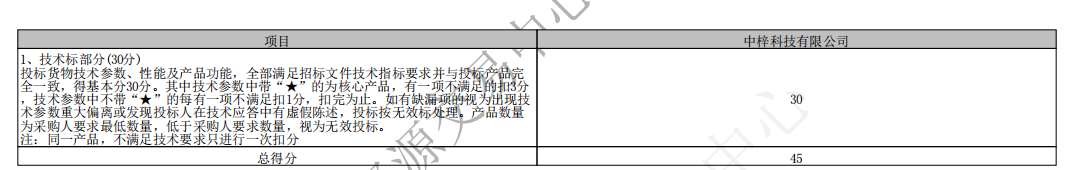 项目
中梓科技有限公司
1、技术标部分(30分)
投标货物技术参数、性能及产品功能，全部满足招标文件技术指标要求并与投标产品完
全一致，得基本分30分。其中技术参数中带“★”的为核心产品，有一项不满足的扣3分
，技术参数中不带“★”的每有一项不满足扣1分，扣完为止。如有缺漏项的视为出现技
术参数重大偏离或发现投标人在技术应答中有虚假陈述，投标按无效标处理。产品数量
为采购人要求最低数量，低于采购人要求数量，视为无效投标。
注：同一产品，不满足技术要求只进行一次扣分
30
总得分
45
源交易中心
中心